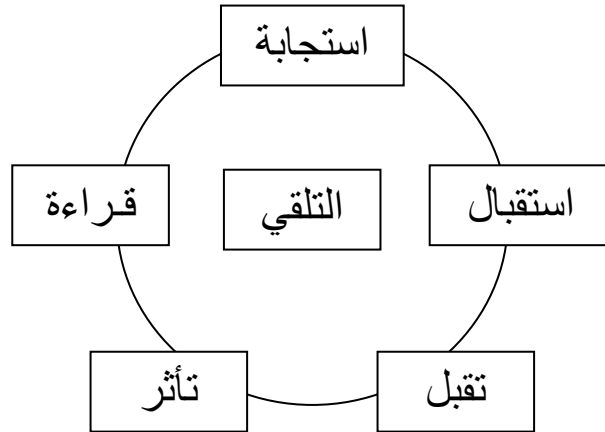 استجابة
استقبال
التلقي
قراءة
تقبل
تأثر